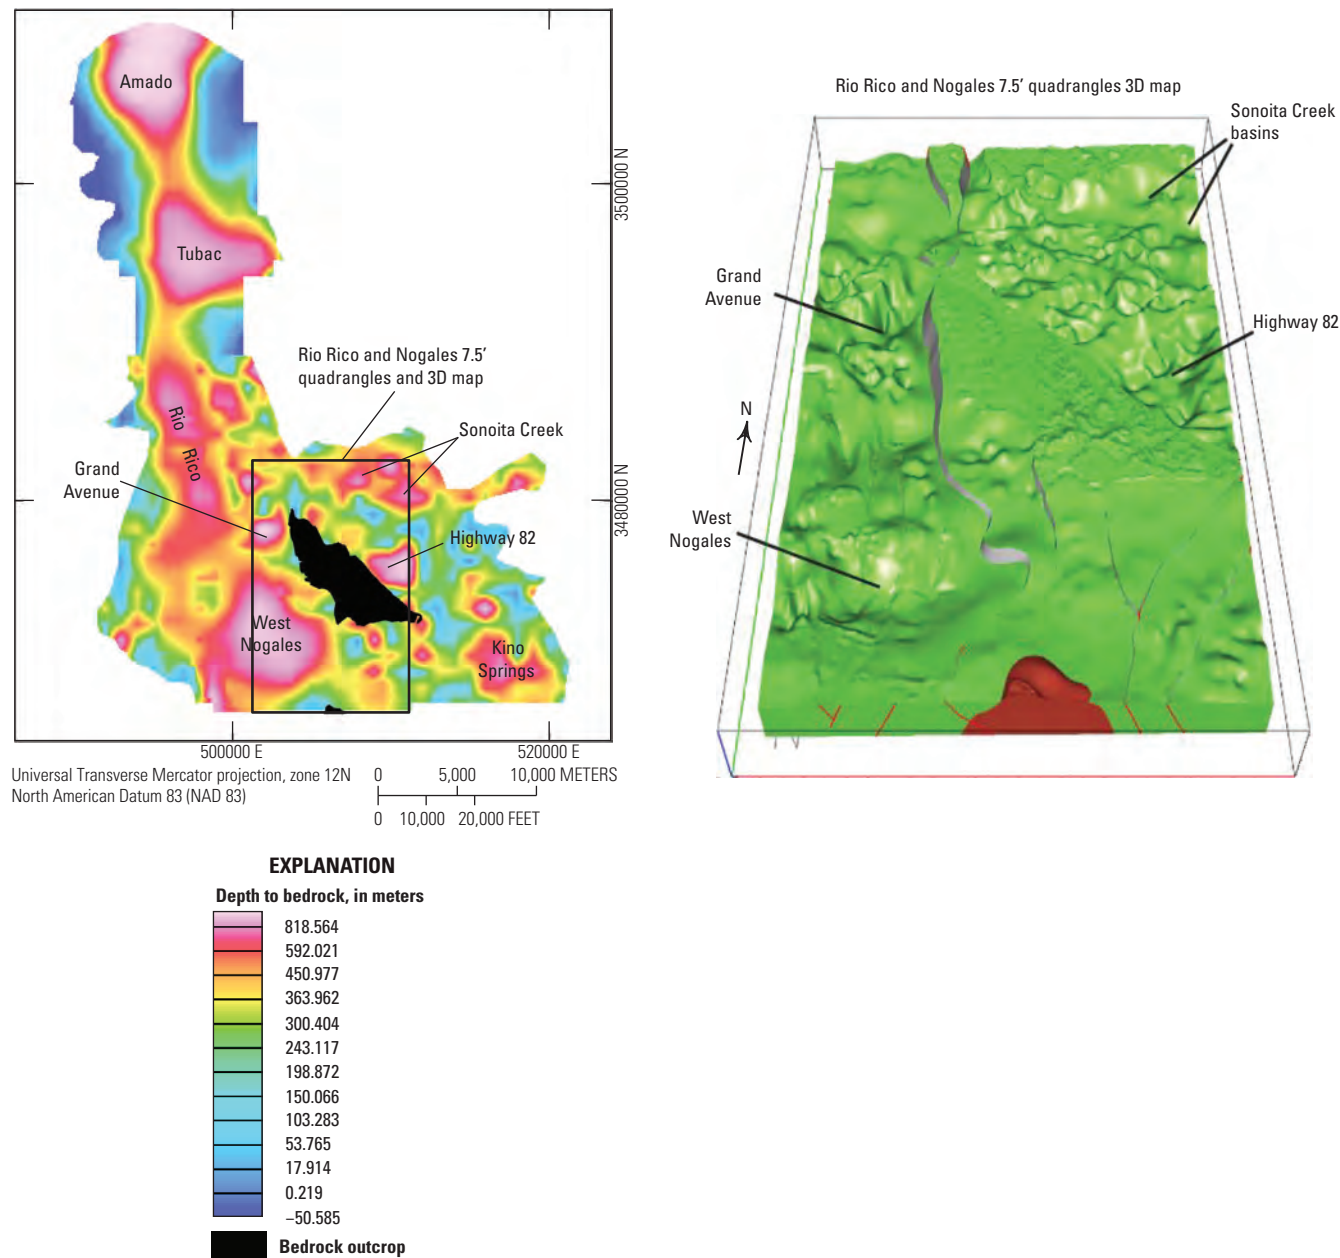 Amado
Tubac
Rio
Rico
Grand
Avenue
Rio Rico and Nogales 7.5′
quadrangles and 3D map
Sonoita Creek
Highway 82
West
Nogales
Kino
Springs
3500000 N
3480000 N
500000 E
520000 E
Universal Transverse Mercator projection, zone 12N
North American Datum 83 (NAD 83)
0 5,000 10,000 METERS
0 10,000 20,000 FEET
Rio Rico and Nogales 7.5′ quadrangles 3D map
Sonoita Creek
basins
Grand
Avenue
Highway 82
N
West
Nogales
EXPLANATION
Depth to bedrock, in meters
818.564
592.021
450.977
363.962
300.404
243.117
198.872
150.066
103.283
53.765
17.914
0.219
−50.585
Bedrock outcrop